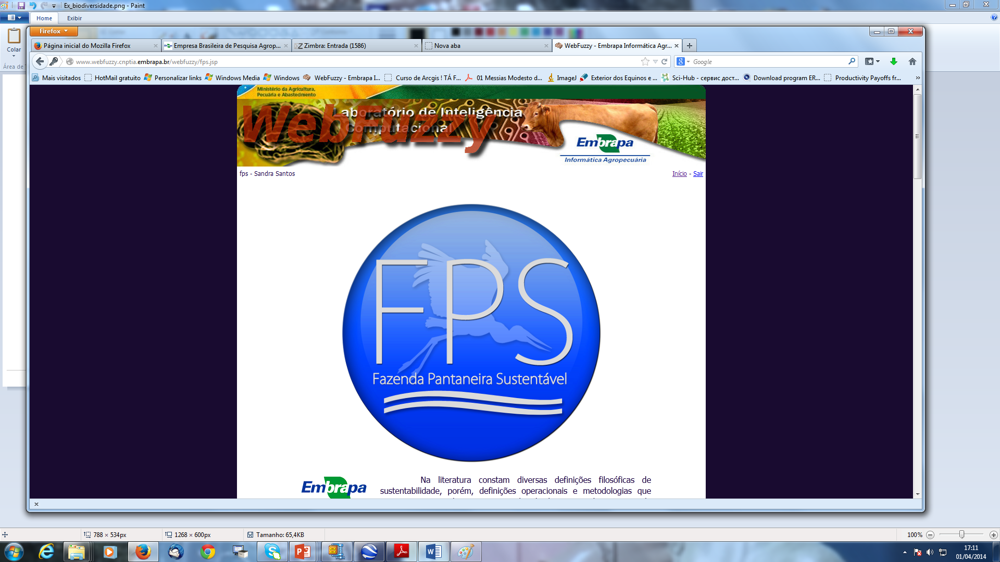 Ex_biodiversidade.png - Paint
Home
Exibir
Colar
Área de
Firefox
Página inicial do Mozilla Firefox
Empresa Brasileira de Pesquisa Agrop...
Zimbra: Entrada (1586)
Nova aba
WebFuzzy - Embrapa Informática Agr...
www.webfuzzy.cnptia.embrapa.br/webfuzzy/fps.jsp
Google
Mais visitados
HotMail gratuito
Personalizar links
Windows Media
Windows
WebFuzzy - Embrapa I...
Curso de Arcgis ! TÁ F...
01 Messias Modesto d...
ImageJ
Exterior dos Equinos e ...
Sci-Hub - сервис дост...
Download program ER...
Productivity Payoffs fr...
Ministério da Agricultura,
Pecuária e Abastecimento
Laboratório de Inteligência
Computacional
WebFuzzy
Embrapa
Informática Agropecuária
fps - Sandra Santos
Início - Sair
FPS
Fazenda Pantaneira Sustentável
Embrapa
Na literatura constam diversas definições filosóficas de
sustentabilidade, porém, definições operacionais e metodologias que
788 × 534px
1268 × 600px
Tamanho: 65,4KB
100%
17:11
01/04/2014